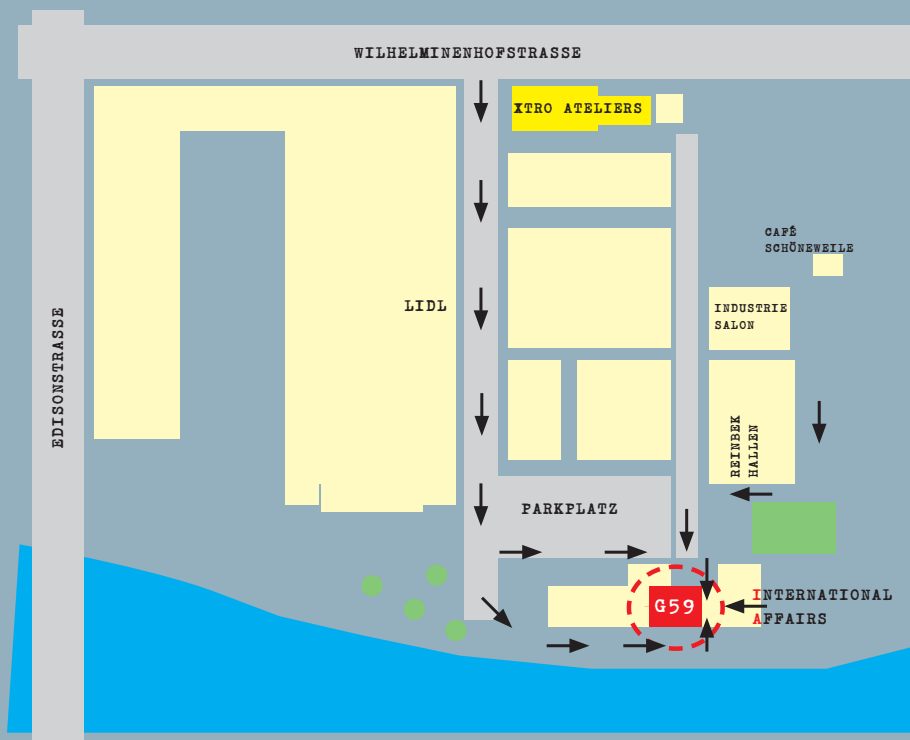 WILHELMINENHOFSTRASSE
XTRO ATELIERS
CAFÉ
SCHÖNEWEILE
LIDL
INDUSTRIE
SALON
EDISONSTRASSE
REINBEK
HALLEN
PARKPLATZ
G59
INTERNATIONAL
AFFAIRS